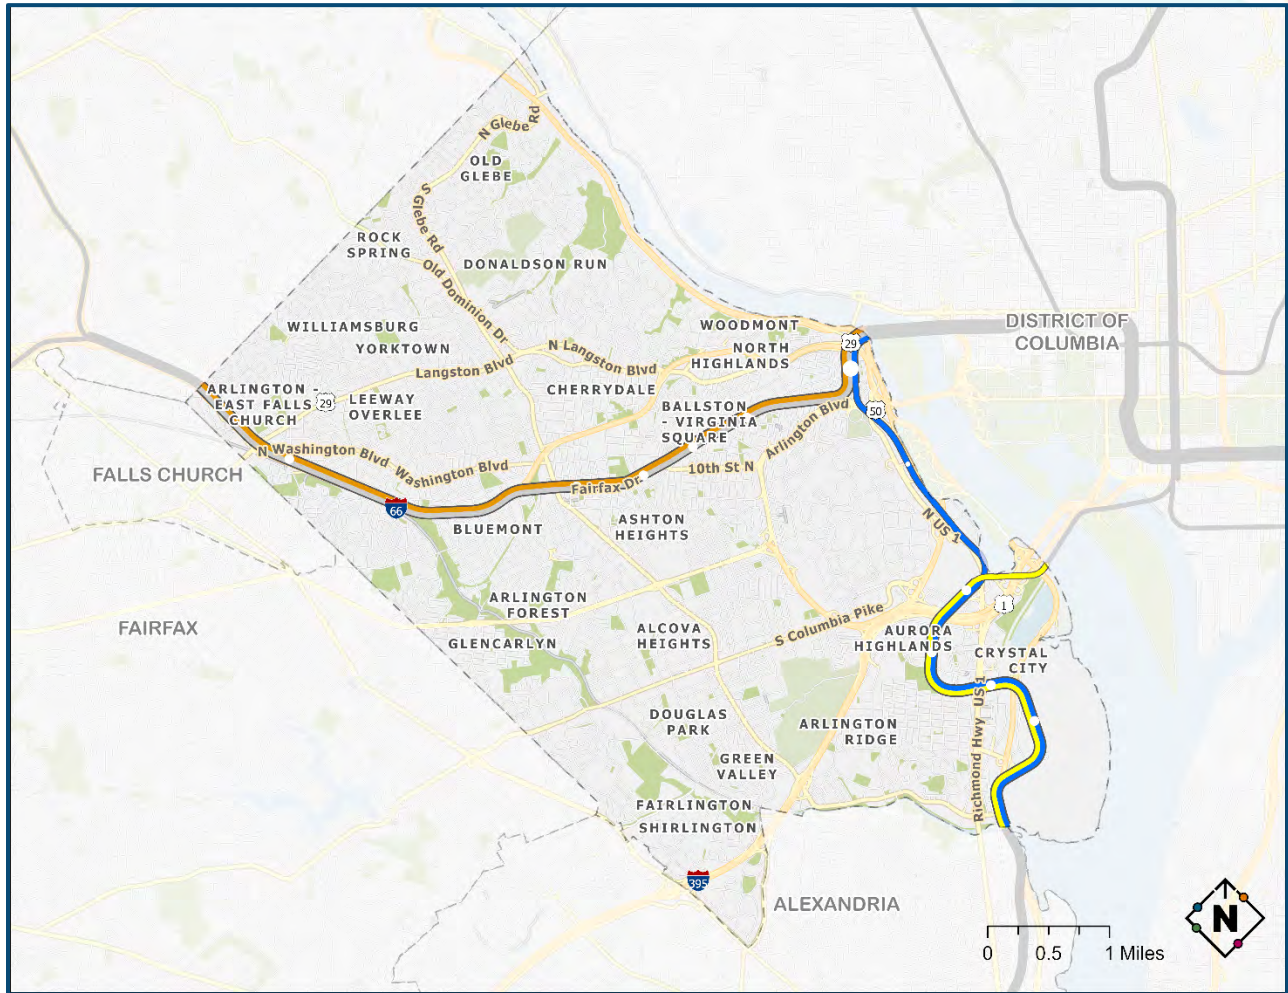 N Glebe Rd
OLD
GLEBE
S Glebe Rd
ROCK
SPRING
DONALDSON RUN
Old Dominion Dr
WILLIAMSBURG
YORKTOWN
WOODMONT
NORTH
HIGHLANDS
29
DISTRICT OF
COLUMBIA
N Langston Blvd
Langston Blvd
CHERRYDALE
ARLINGTON -
EAST FALLS
CHURCH
29
LEEWAY
OVERLEE
BALLSTON
- VIRGINIA
SQUARE
Arlington Blvd
50
N Washington Blvd
Washington Blvd
10th St N
FALLS CHURCH
Fairfax Dr
66
BLUEMONT
ASHTON
HEIGHTS
N US 1
ARLINGTON
FOREST
1
FAIRFAX
GLENCARLYN
ALCOVA
HEIGHTS
S Columbia Pike
AURORA
HIGHLANDS
CRYSTAL
CITY
US 1
DOUGLAS
PARK
ARLINGTON
RIDGE
GREEN
VALLEY
Richmond Hwy
FAIRLINGTON
SHIRLINGTON
395
ALEXANDRIA
N
0 0.5 1 Miles